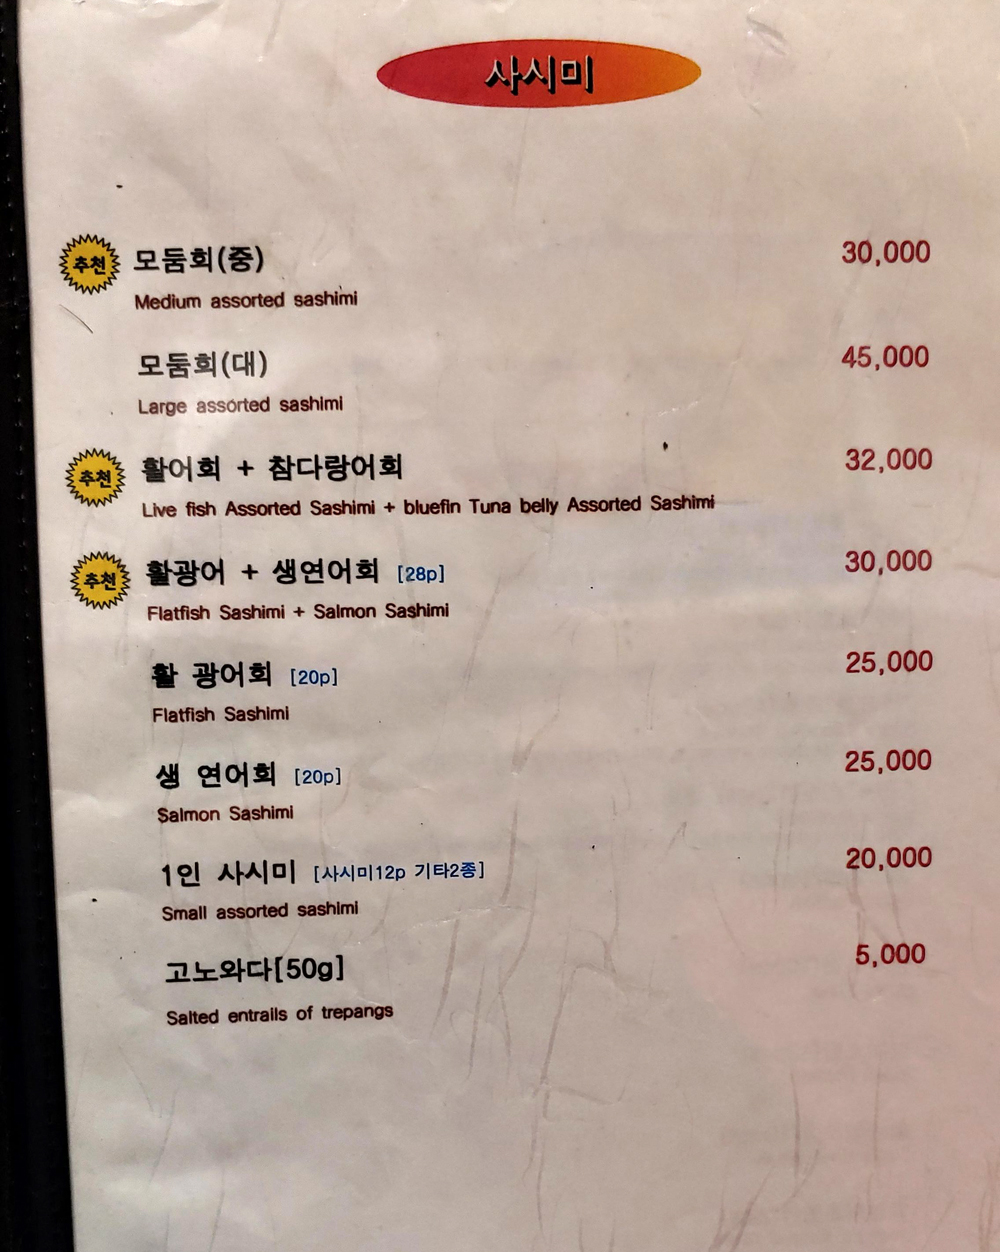 사시미
추천 모둠회(중) 30,000
Medium assorted sashimi
모둠회(대) 45,000
Large assorted sashimi
추천 활어회 + 참다랑어회 32,000
Live fish Assorted Sashimi + bluefin Tuna belly Assorted Sashimi
추천 활광어 + 생연어회 [28p] 30,000
Flatfish Sashimi + Salmon Sashimi
활 광어회 [20p] 25,000
Flatfish Sashimi
생 연어회 [20p] 25,000
Salmon Sashimi
1인 사시미 [사시미12p 기타2종] 20,000
Small assorted sashimi
고노와다[50g] 5,000
Salted entrails of trepangs